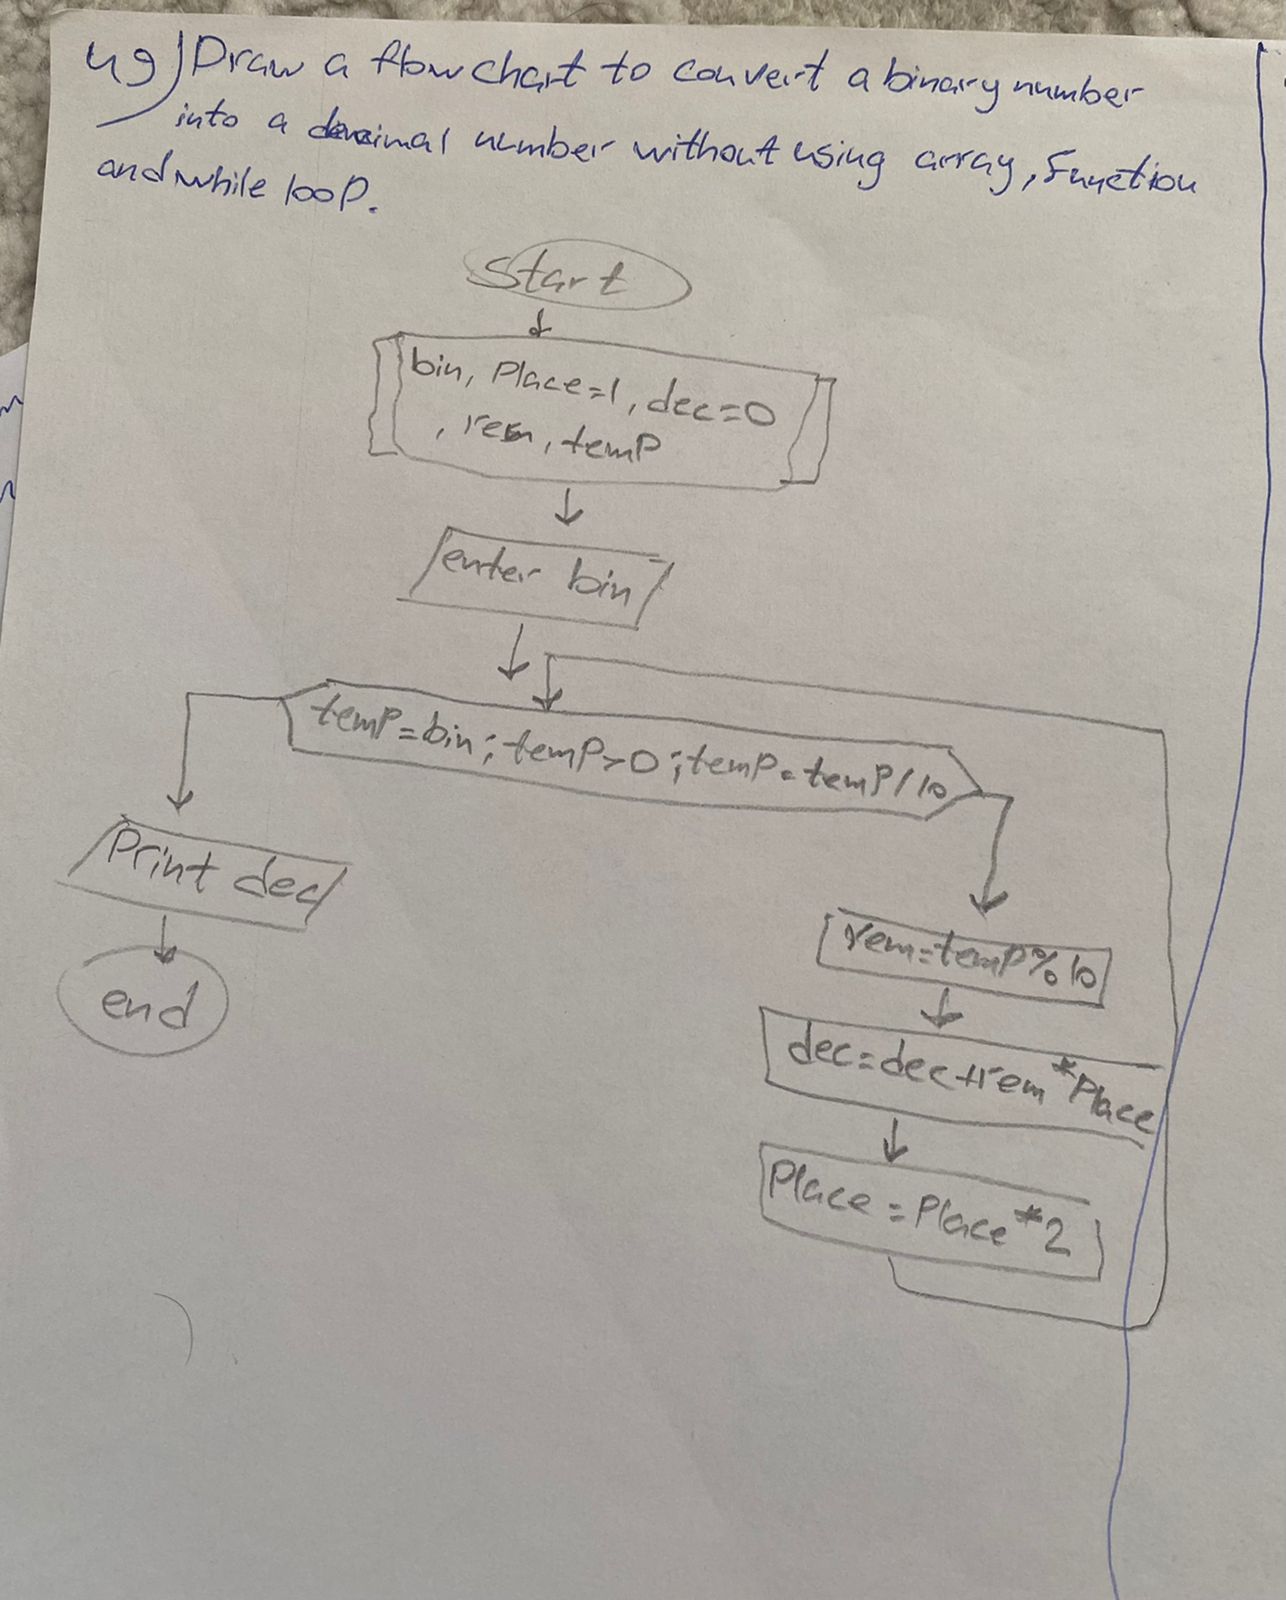 49) Draw a flowchart to convert a binary number
into a decimal number without using array, Function
and while loop.
Start
bin, Place=1, dec=0
, rem, temp
enter bin
temp=bin; temp>0; temp=temp/10
Print dec
end
rem=temp%10
dec=dec+rem*Place
Place=Place*2